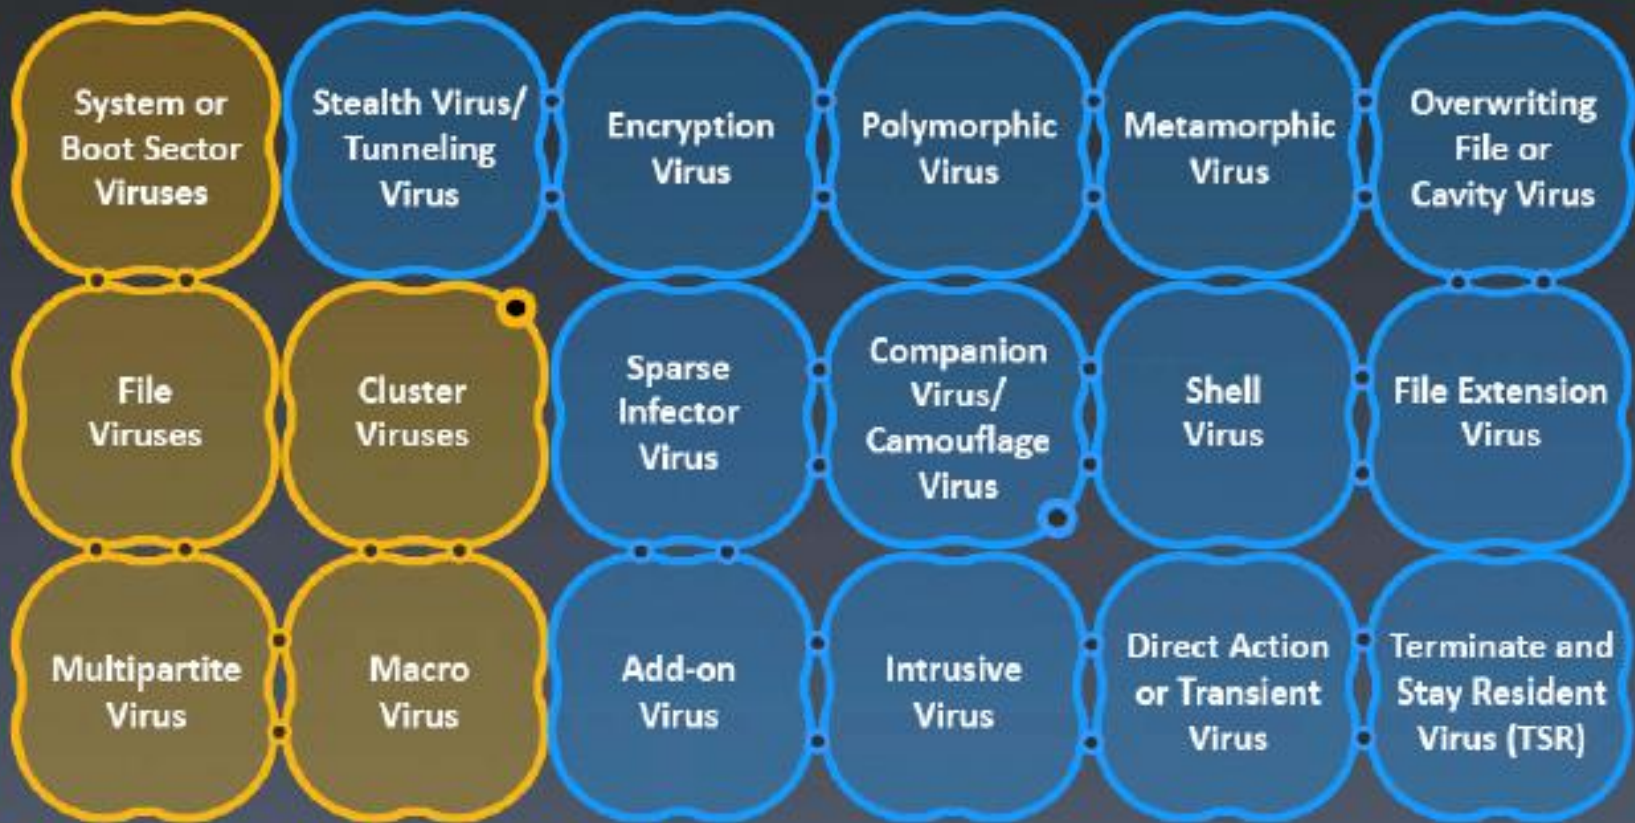 System or
Boot Sector
Viruses
Stealth Virus/
Tunneling
Virus
Encryption
Virus
Polymorphic
Virus
Metamorphic
Virus
Overwriting
File or
Cavity Virus
File
Viruses
Cluster
Viruses
Sparse
Infector
Virus
Companion
Virus/
Camouflage
Virus
Shell
Virus
File Extension
Virus
Multipartite
Virus
Macro
Virus
Add-on
Virus
Intrusive
Virus
Direct Action
or Transient
Virus
Terminate and
Stay Resident
Virus (TSR)